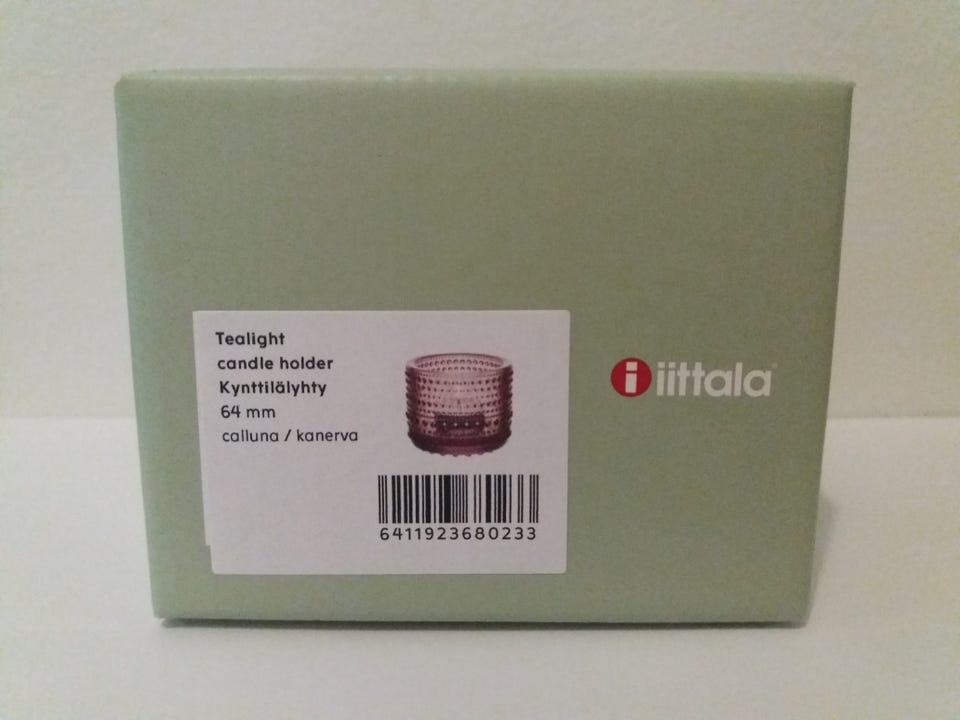 Tealight
candle holder
Kynttilälyhty
64 mm
calluna / kanerva
6411923680233
i iittala